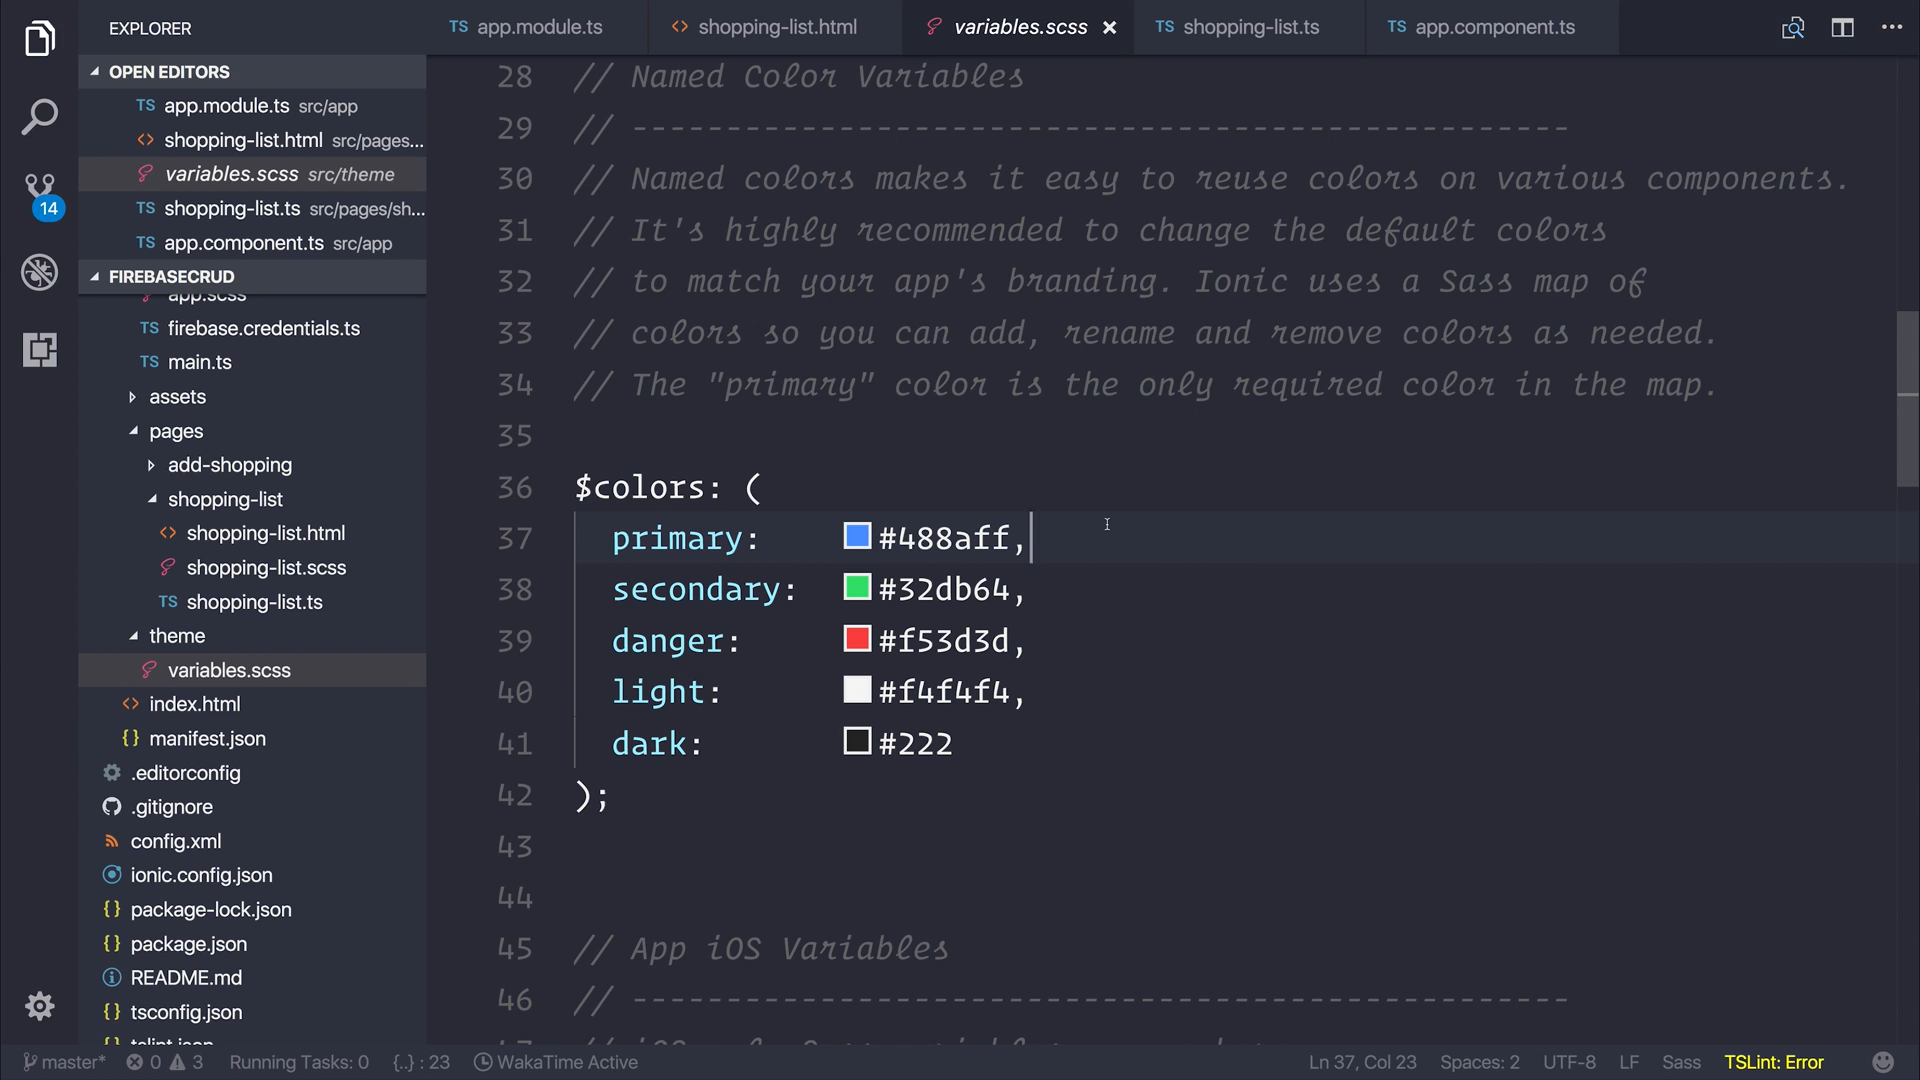 EXPLORER
TS app.module.ts
<> shopping-list.html
variables.scss
TS shopping-list.ts
TS app.component.ts
OPEN EDITORS
TS app.module.ts src/app
<> shopping-list.html src/pages...
variables.scss src/theme
TS shopping-list.ts src/pages/sh...
TS app.component.ts src/app
14
FIREBASECRUD
app.scss
TS firebase.credentials.ts
TS main.ts
assets
pages
add-shopping
shopping-list
<> shopping-list.html
shopping-list.scss
TS shopping-list.ts
theme
variables.scss
<> index.html
{} manifest.json
.editorconfig
.gitignore
config.xml
ionic.config.json
{} package-lock.json
{} package.json
README.md
{} tsconfig.json
{} tslint.json
28 // Named Color Variables
29 // --------------------------------------------------
30 // Named colors makes it easy to reuse colors on various components.
31 // It's highly recommended to change the default colors
32 // to match your app's branding. Ionic uses a Sass map of
33 // colors so you can add, rename and remove colors as needed.
34 // The "primary" color is the only required color in the map.
35
36 $colors: (
37 primary: #488aff,
38 secondary: #32db64,
39 danger: #f53d3d,
40 light: #f4f4f4,
41 dark: #222
42 );
43
44
45 // App iOS Variables
46 // --------------------------------------------------
master* 0 3 Running Tasks: 0 {..} : 23 WakaTime Active Ln 37, Col 23 Spaces: 2 UTF-8 LF Sass TSLint: Error